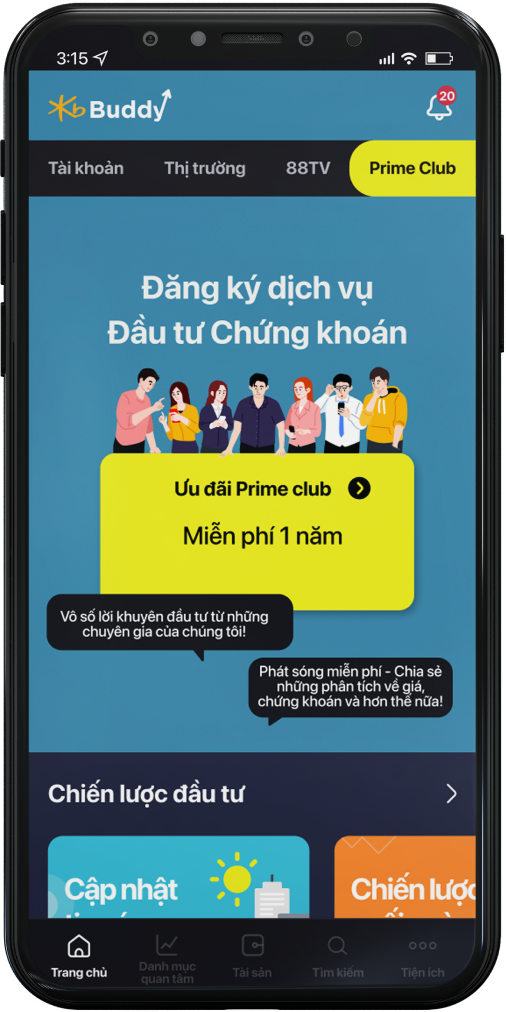 3:15
Kb Buddy
20
Tài khoản
Thị trường
88TV
Prime Club
Đăng ký dịch vụ
Đầu tư Chứng khoán
Ưu đãi Prime club
Miễn phí 1 năm
Vô số lời khuyên đầu tư từ những
chuyên gia của chúng tôi!
Phát sóng miễn phí - Chia sẻ
những phân tích về giá,
chứng khoán và hơn thế nữa!
Chiến lược đầu tư
Cập nhật
Chiến lược
Trang chủ
Danh mục
quan tâm
Tài sản
Tìm kiếm
Tiện ích